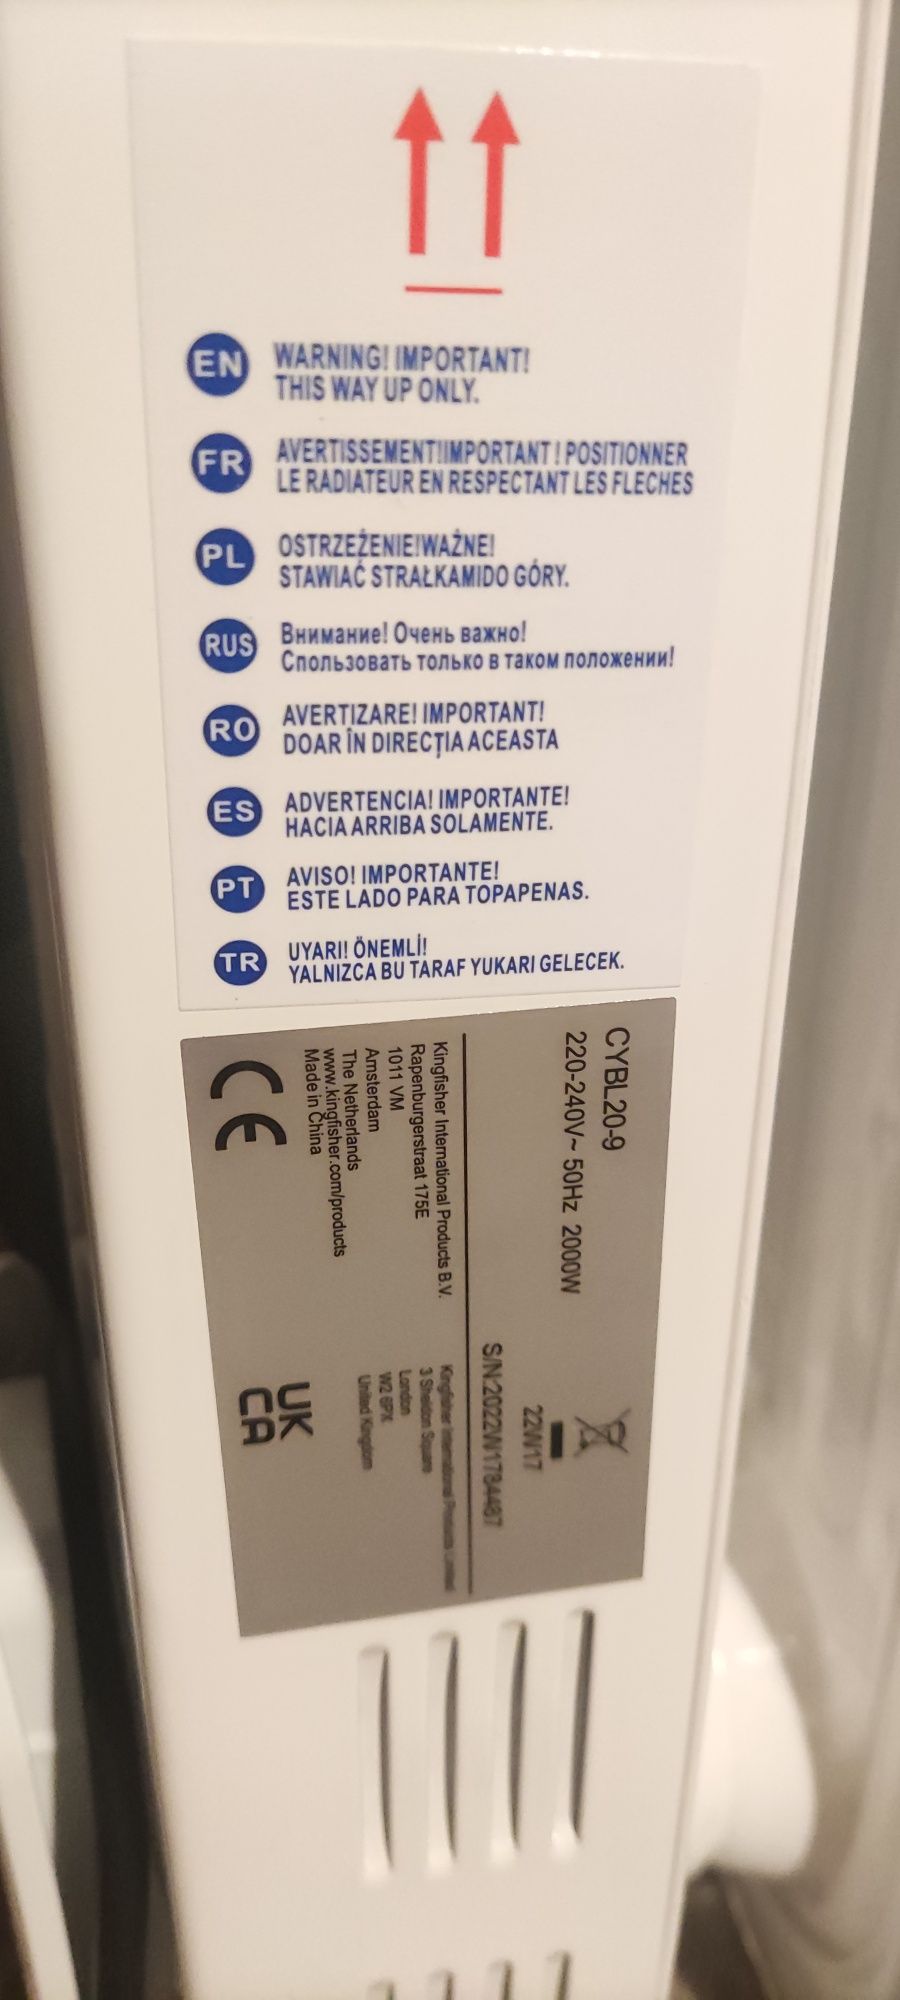 EN
WARNING! IMPORTANT!
THIS WAY UP ONLY.
FR
AVERTISSEMENT!IMPORTANT ! POSITIONNER
LE RADIATEUR EN RESPECTANT LES FLECHES
PL
OSTRZEŻENIE!WAŻNE!
STAWIAĆ STRAŁKAMIDO GÓRY.
RUS
Внимание! Очень важно!
Спользовать только в таком положении!
RO
AVERTIZARE! IMPORTANT!
DOAR ÎN DIRECȚIA ACEASTA
ES
ADVERTENCIA! IMPORTANTE!
HACIA ARRIBA SOLAMENTE.
PT
AVISO! IMPORTANTE!
ESTE LADO PARA TOPAPENAS.
TR
UYARI! ÖNEMLİ!
YALNIZCA BU TARAF YUKARI GELECEK.
CYBL20-9
220-240V~ 50Hz 2000W
22W17
S/N:2022W1784487
Kingfisher International Products B.V.
Rapenburgerstraat 175E
1011 VM
Amsterdam
The Netherlands
www.kingfisher.com/products
Made in China
CE
Kingfisher International Products Limited
3 Sheldon Square
London
W2 6PX
United Kingdom
UK
CA